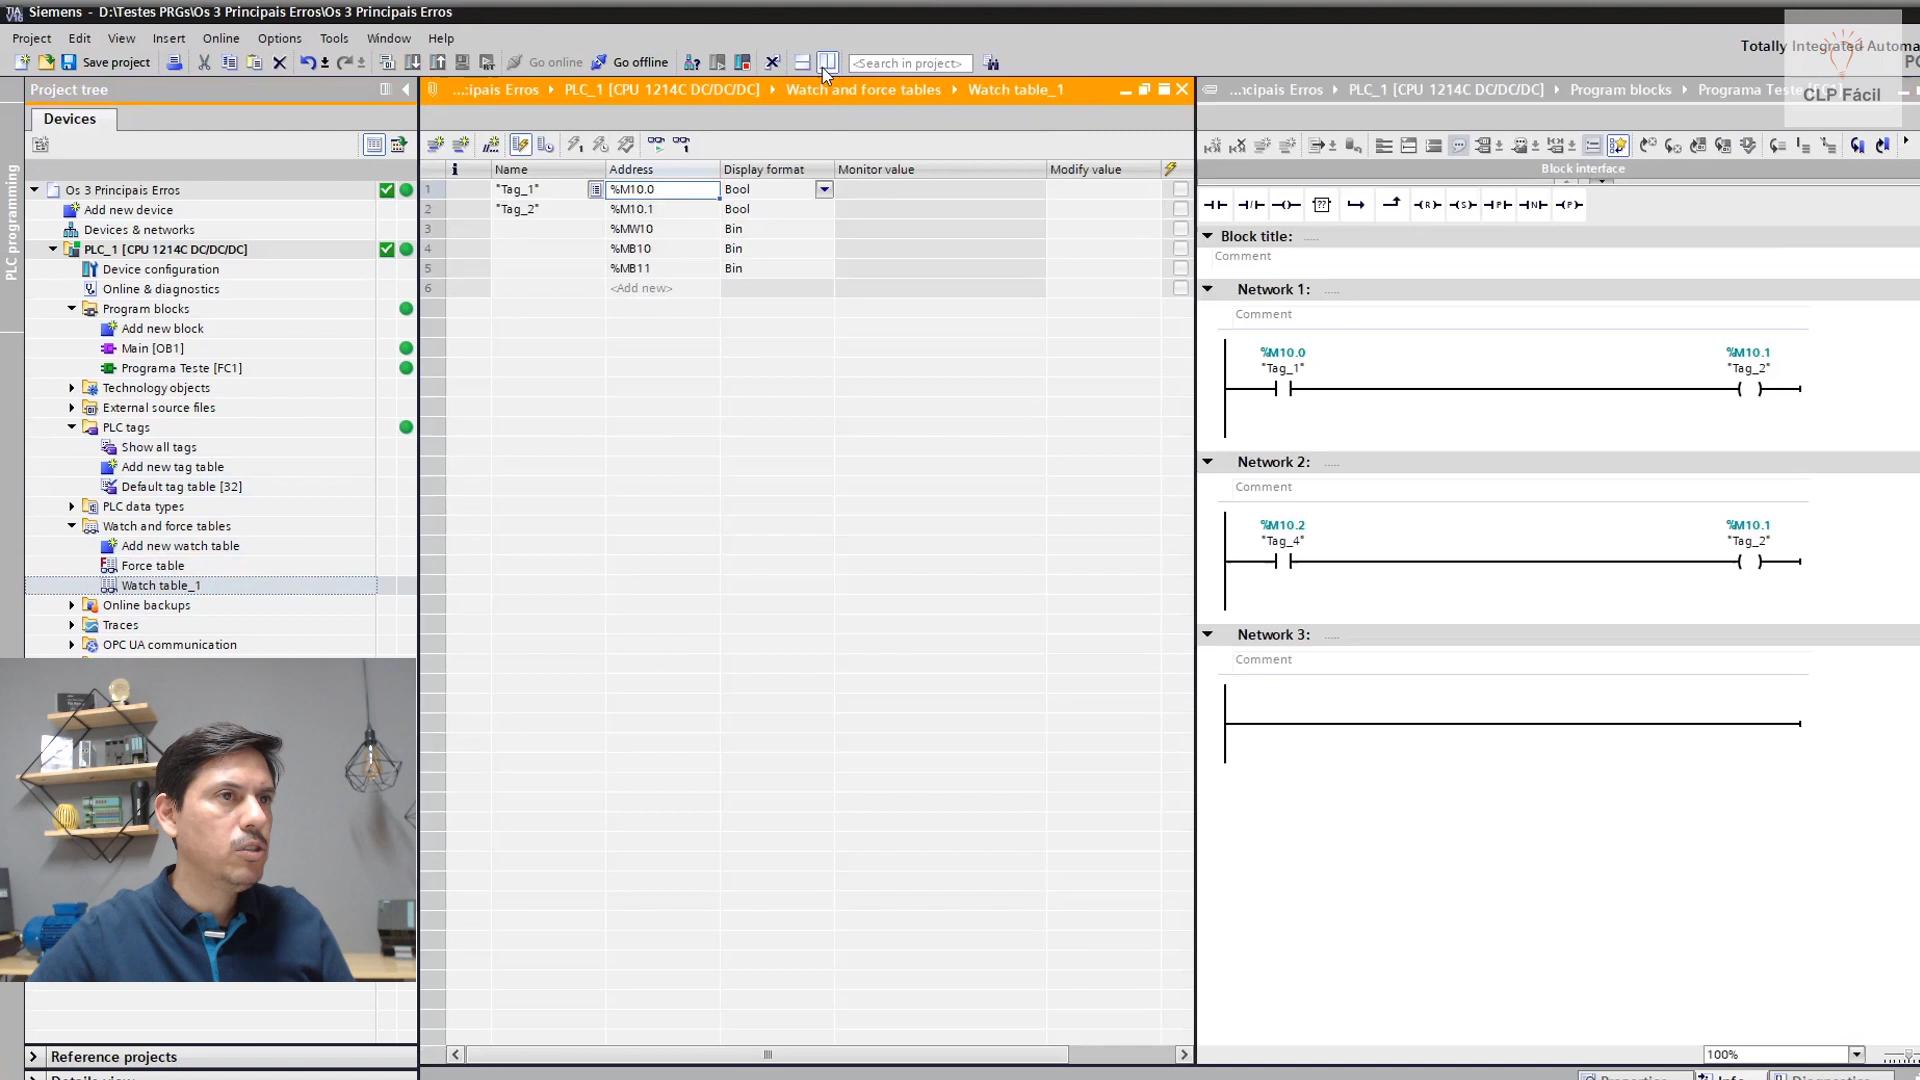 Siemens - D:\Testes PRGs\Os 3 Principais Erros\Os 3 Principais Erros
Project Edit View Insert Online Options Tools Window Help
Totally Integrated Automa
Save project Go online Go offline <Search in project>
CLP Fácil
Project tree
...:ipais Erros PLC_1 [CPU 1214C DC/DC/DC] Watch and force tables Watch table_1
...incipais Erros PLC_1 [CPU 1214C DC/DC/DC] Program blocks Programa Teste
Devices
PLC programming
Name Address Display format Monitor value Modify value
1 "Tag_1" %M10.0 Bool
2 "Tag_2" %M10.1 Bool
3 %MW10 Bin
4 %MB10 Bin
5 %MB11 Bin
6 <Add new>
Os 3 Principais Erros
Add new device
Devices & networks
PLC_1 [CPU 1214C DC/DC/DC]
Device configuration
Online & diagnostics
Program blocks
Add new block
Main [OB1]
Programa Teste [FC1]
Technology objects
External source files
PLC tags
Show all tags
Add new tag table
Default tag table [32]
PLC data types
Watch and force tables
Add new watch table
Force table
Watch table_1
Online backups
Traces
OPC UA communication
Reference projects
Details view
Block interface
Block title: .....
Comment
Network 1: .....
Comment
%M10.0 %M10.1
"Tag_1" "Tag_2"
Network 2: .....
Comment
%M10.2 %M10.1
"Tag_4" "Tag_2"
Network 3: .....
Comment
100%
Properties Info Diagnostics